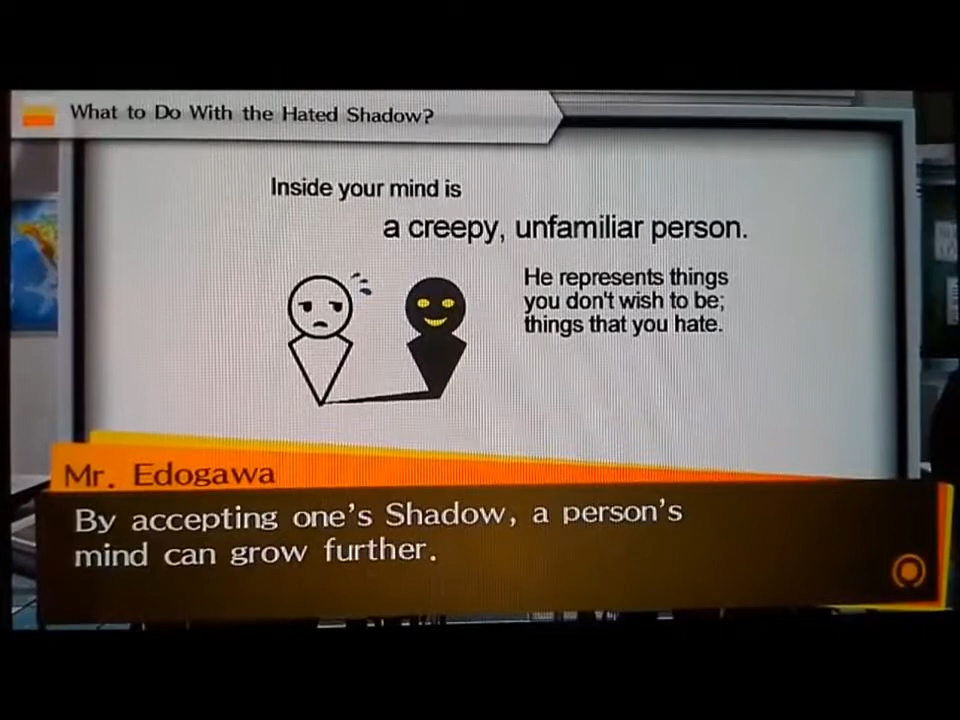 What to Do With the Hated Shadow?
Inside your mind is
a creepy, unfamiliar person.
He represents things
you don't wish to be;
things that you hate.
Mr. Edogawa
By accepting one's Shadow, a person's
mind can grow further.